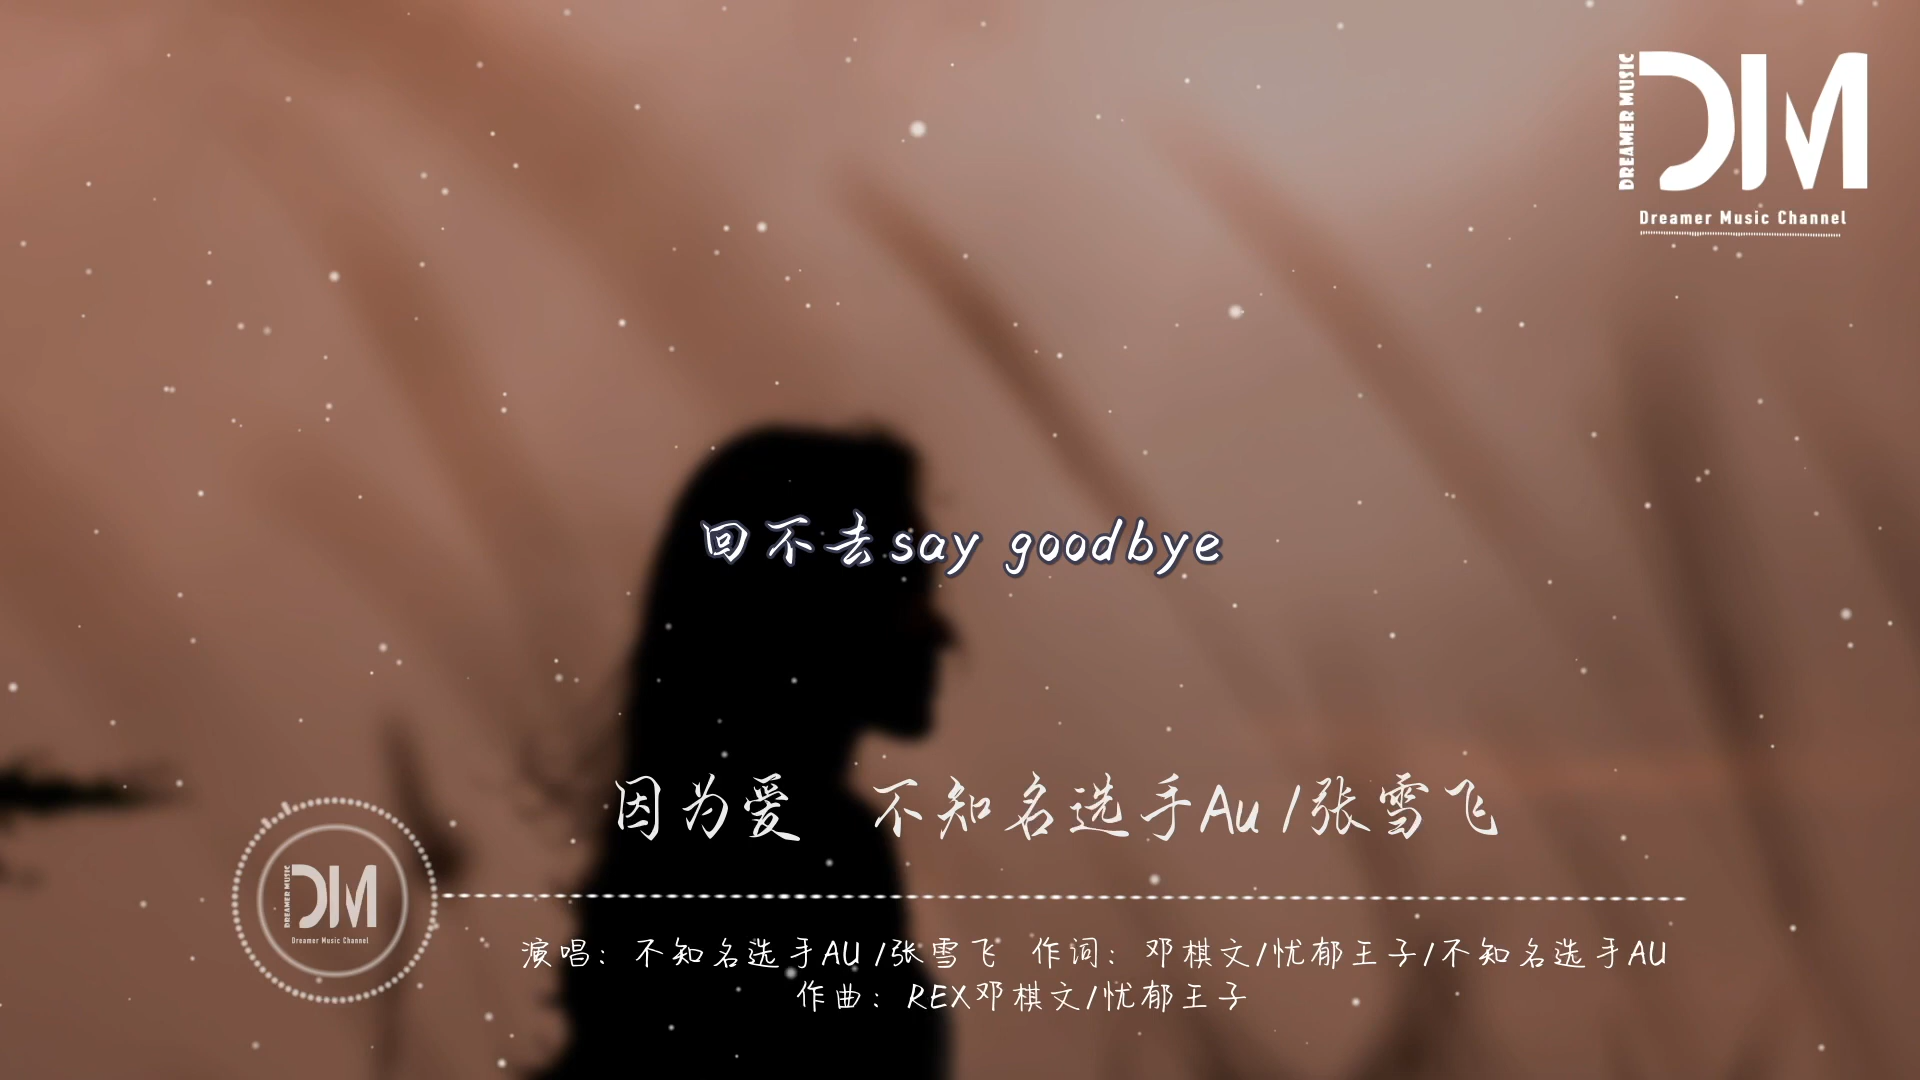 DREAMER MUSIC
DM
Dreamer Music Channel
回不去say goodbye
因为爱 不知名选手Au /张雪飞
DREAMER MUSIC
DM
Dreamer Music Channel
演唱：不知名选手AU /张雪飞 作词：邓棋文/忧郁王子/不知名选手AU
作曲：REX邓棋文/忧郁王子